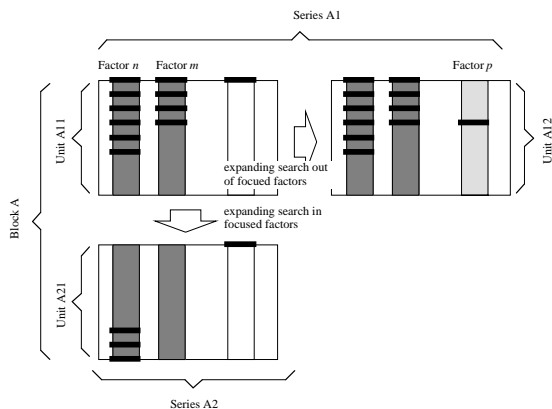 Series A1
Factor n
Factor m
Factor p
Block A
Unit A11
Unit A12
expanding search out
of focued factors
expanding search in
focused factors
Unit A21
Series A2